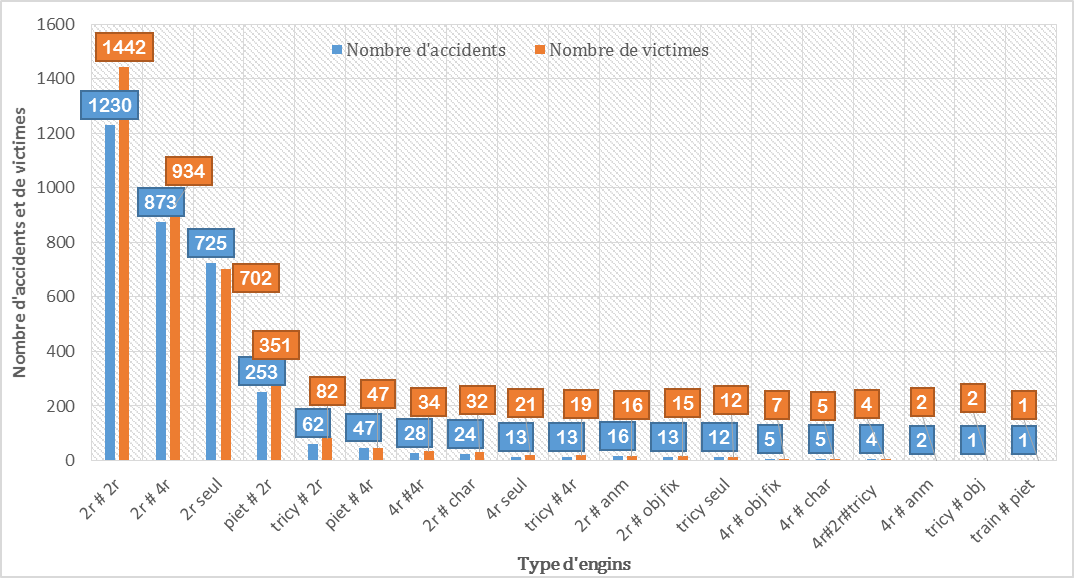 1600
1400
1200
1000
800
600
400
200
0
Nombre d'accidents et de victimes
Nombre d'accidents
Nombre de victimes
1442
1230
934
873
725
702
351
253
82
62
47
47
34
28
32
24
21
13
19
13
16
16
15
13
12
12
7
5
5
5
4
4
2
2
2
1
1
1
2r # 2r
2r # 4r
2r seul
piet # 2r
tricy # 2r
piet # 4r
4r #4r
2r # char
4r seul
tricy # 4r
2r # anm
2r # obj fix
tricy seul
4r # obj fix
4r # char
4r#2r#tricy
4r # anm
tricy # obj
train # piet
Type d'engins